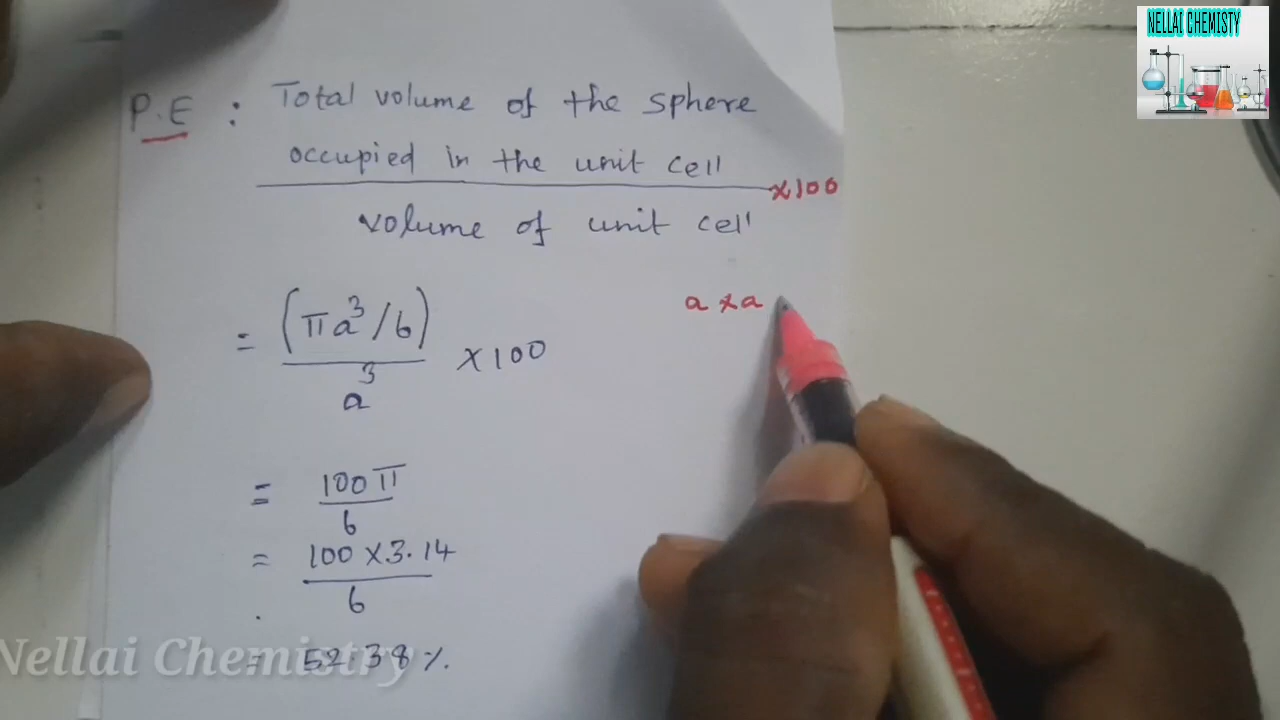 NELLAI CHEMISTY
P.E : Total volume of the sphere
occupied in the unit cell
x100
volume of unit cell
= (πa³/6)
a³
x100
a x a
= 100π
6
= 100 x 3.14
6
= 52.38 %.
Nellai Chemistry